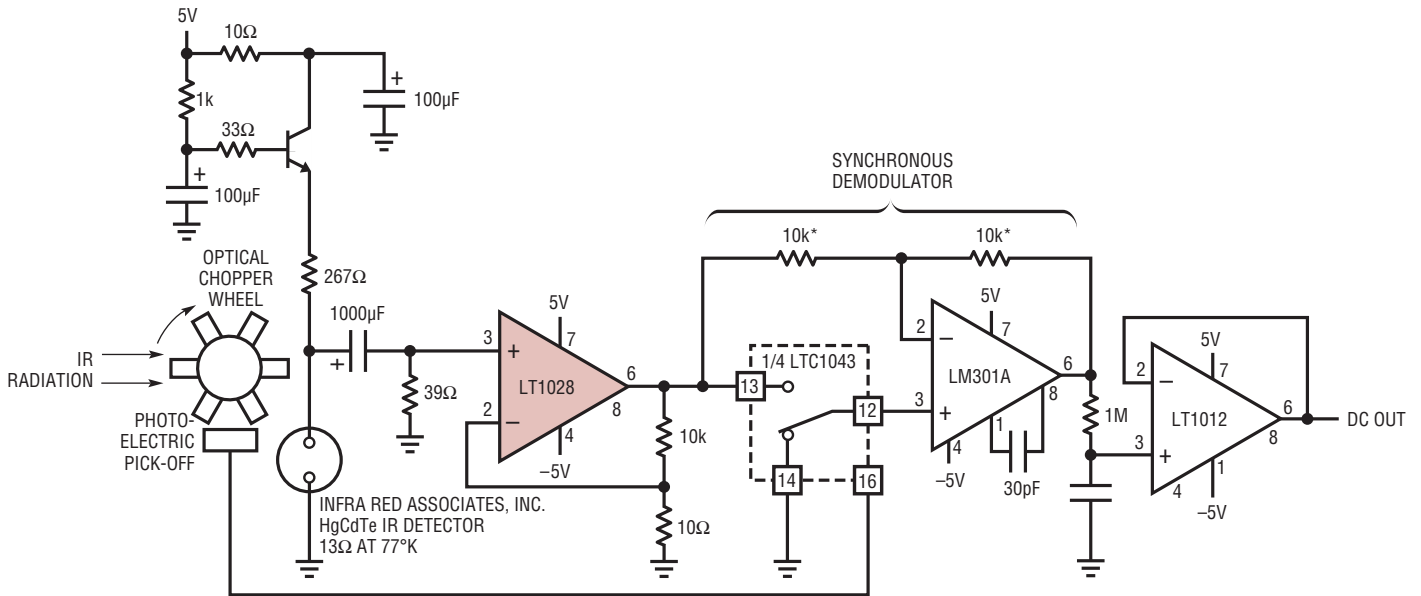 5V
10Ω
1k
+
100µF
33Ω
+
100µF
OPTICAL
CHOPPER
WHEEL
IR
RADIATION
PHOTO-
ELECTRIC
PICK-OFF
267Ω
1000µF
+
39Ω
INFRA RED ASSOCIATES, INC.
HgCdTe IR DETECTOR
13Ω AT 77°K
5V
7
3
+
LT1028
6
8
2
–
4
–5V
10k
10Ω
SYNCHRONOUS
DEMODULATOR
10k*
10k*
1/4 LTC1043
13
12
14
16
5V
7
2
–
LM301A
6
8
3
+
1
4
–5V
30pF
1M
5V
7
2
–
LT1012
6
8
3
+
1
4
–5V
DC OUT